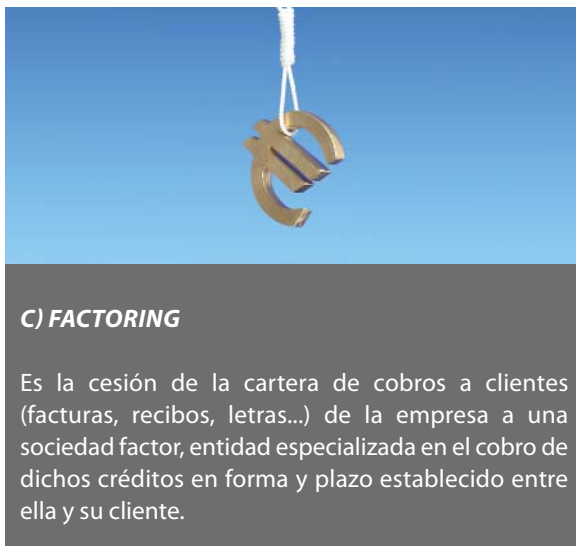 C) FACTORING
Es la cesión de la cartera de cobros a clientes
(facturas, recibos, letras...) de la empresa a una
sociedad factor, entidad especializada en el cobro de
dichos créditos en forma y plazo establecido entre
ella y su cliente.